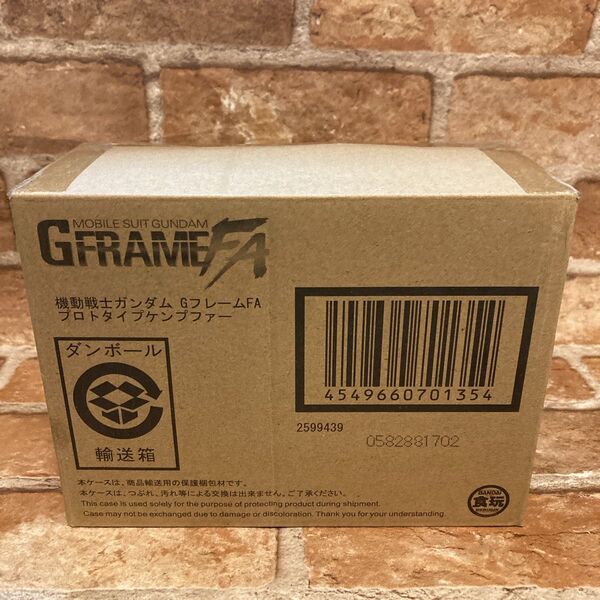 MOBILE SUIT GUNDAM
GFRAMEFA
機動戦士ガンダム GフレームFA
プロトタイプケンプファー
ダンボール
輸送箱
4549660701354
2599439
0582881702
本ケースは、商品輸送用の保護梱包材です。
本ケースは、つぶれ、汚れ等による交換は出来ません。ご了承ください。
This case is used solely for the purpose of protecting product during shipment.
Case may not be exchanged due to damage or discoloration. Thank you for your understanding.
BANDAI
食玩